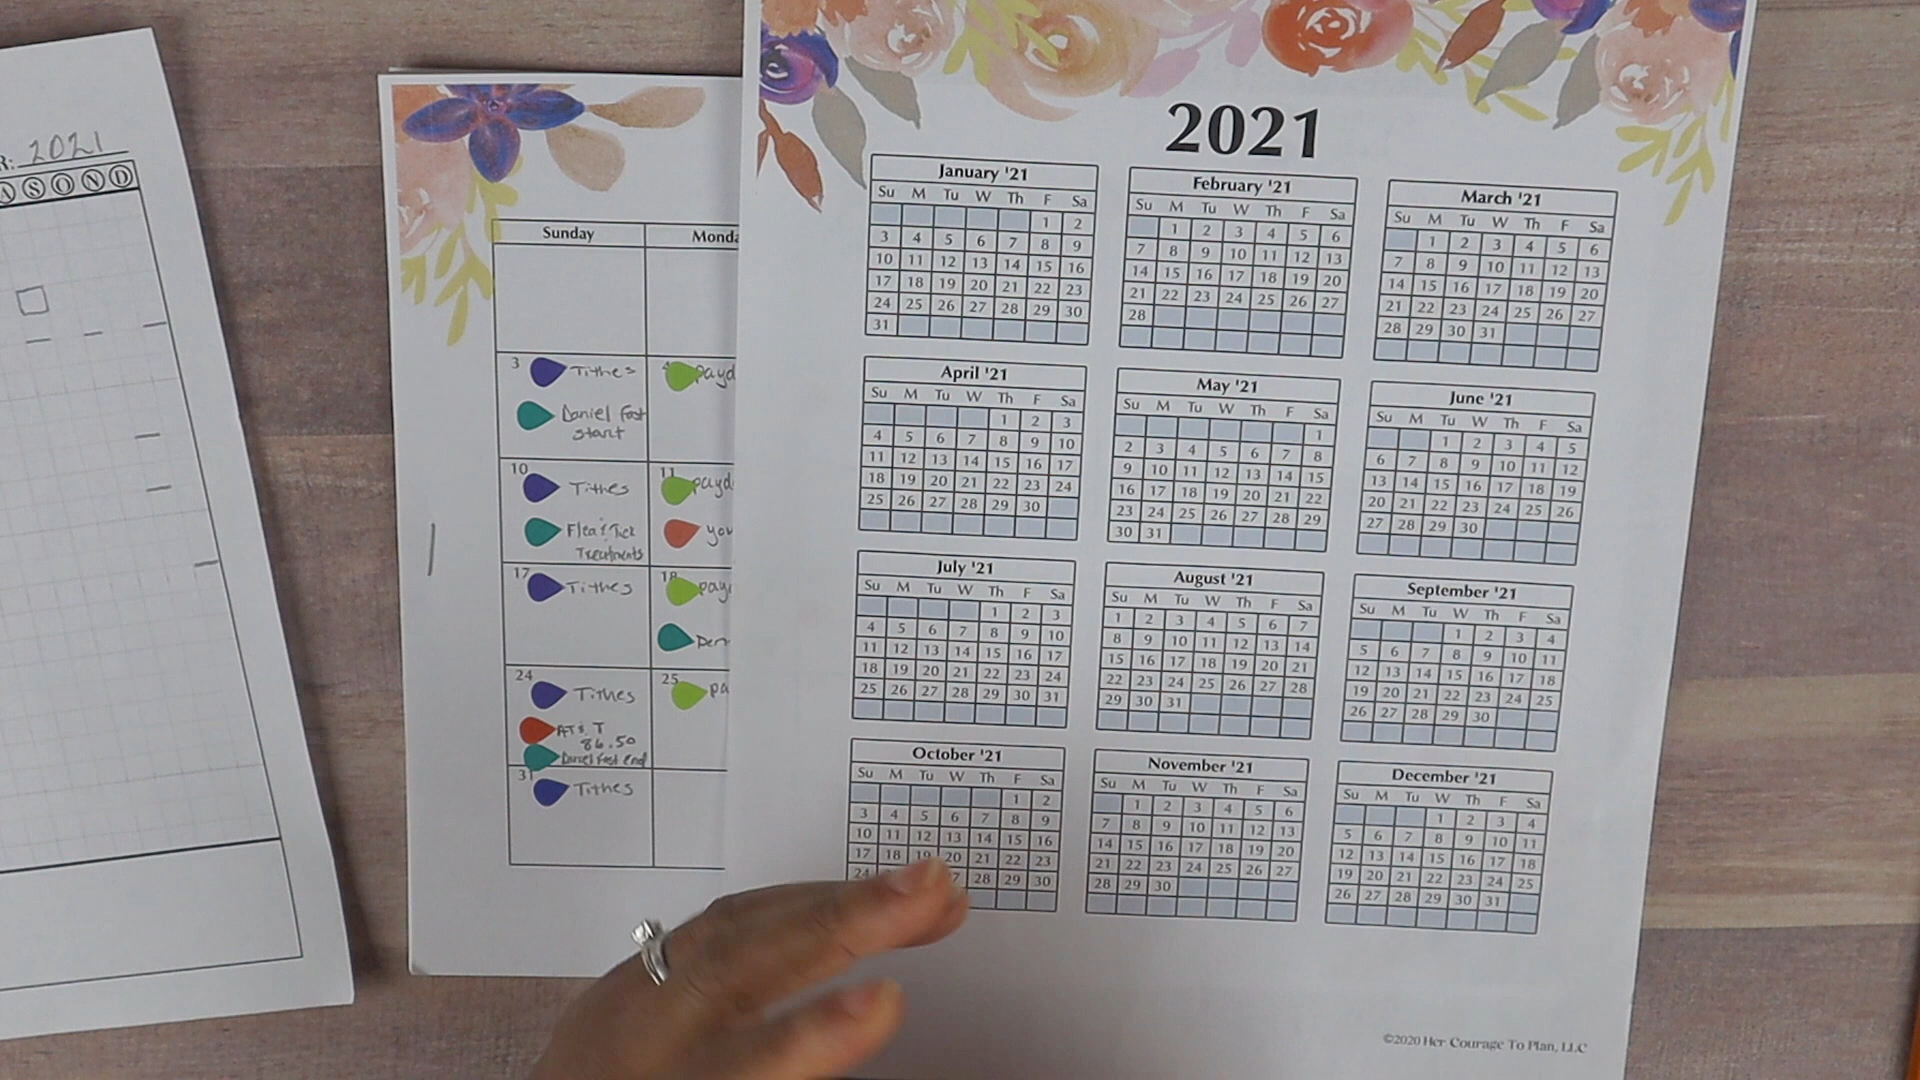 R: 2021
A S O N D
Sunday
3 Tithes
Daniel Fast
start
10 Tithes
Flea & Tick
Treatments
17 Tithes
24 Tithes
AT&T
86.50
Daniel Fast End
31 Tithes
11
18
25
2021
January '21
Su M Tu W Th F Sa
1 2
3 4 5 6 7 8 9
10 11 12 13 14 15 16
17 18 19 20 21 22 23
24 25 26 27 28 29 30
31
February '21
Su M Tu W Th F Sa
1 2 3 4 5 6
7 8 9 10 11 12 13
14 15 16 17 18 19 20
21 22 23 24 25 26 27
28
March '21
Su M Tu W Th F Sa
1 2 3 4 5 6
7 8 9 10 11 12 13
14 15 16 17 18 19 20
21 22 23 24 25 26 27
28 29 30 31
April '21
Su M Tu W Th F Sa
1 2 3
4 5 6 7 8 9 10
11 12 13 14 15 16 17
18 19 20 21 22 23 24
25 26 27 28 29 30
May '21
Su M Tu W Th F Sa
1
2 3 4 5 6 7 8
9 10 11 12 13 14 15
16 17 18 19 20 21 22
23 24 25 26 27 28 29
30 31
June '21
Su M Tu W Th F Sa
1 2 3 4 5
6 7 8 9 10 11 12
13 14 15 16 17 18 19
20 21 22 23 24 25 26
27 28 29 30
July '21
Su M Tu W Th F Sa
1 2 3
4 5 6 7 8 9 10
11 12 13 14 15 16 17
18 19 20 21 22 23 24
25 26 27 28 29 30 31
August '21
Su M Tu W Th F Sa
1 2 3 4 5 6 7
8 9 10 11 12 13 14
15 16 17 18 19 20 21
22 23 24 25 26 27 28
29 30 31
September '21
Su M Tu W Th F Sa
1 2 3 4
5 6 7 8 9 10 11
12 13 14 15 16 17 18
19 20 21 22 23 24 25
26 27 28 29 30
October '21
Su M Tu W Th F Sa
1 2
3 4 5 6 7 8 9
10 11 12 13 14 15 16
17 18 19 20 21 22 23
24 28 29 30
November '21
Su M Tu W Th F Sa
1 2 3 4 5 6
7 8 9 10 11 12 13
14 15 16 17 18 19 20
21 22 23 24 25 26 27
28 29 30
December '21
Su M Tu W Th F Sa
1 2 3 4
5 6 7 8 9 10 11
12 13 14 15 16 17 18
19 20 21 22 23 24 25
26 27 28 29 30 31
©2020 Her Courage To Plan, LLC